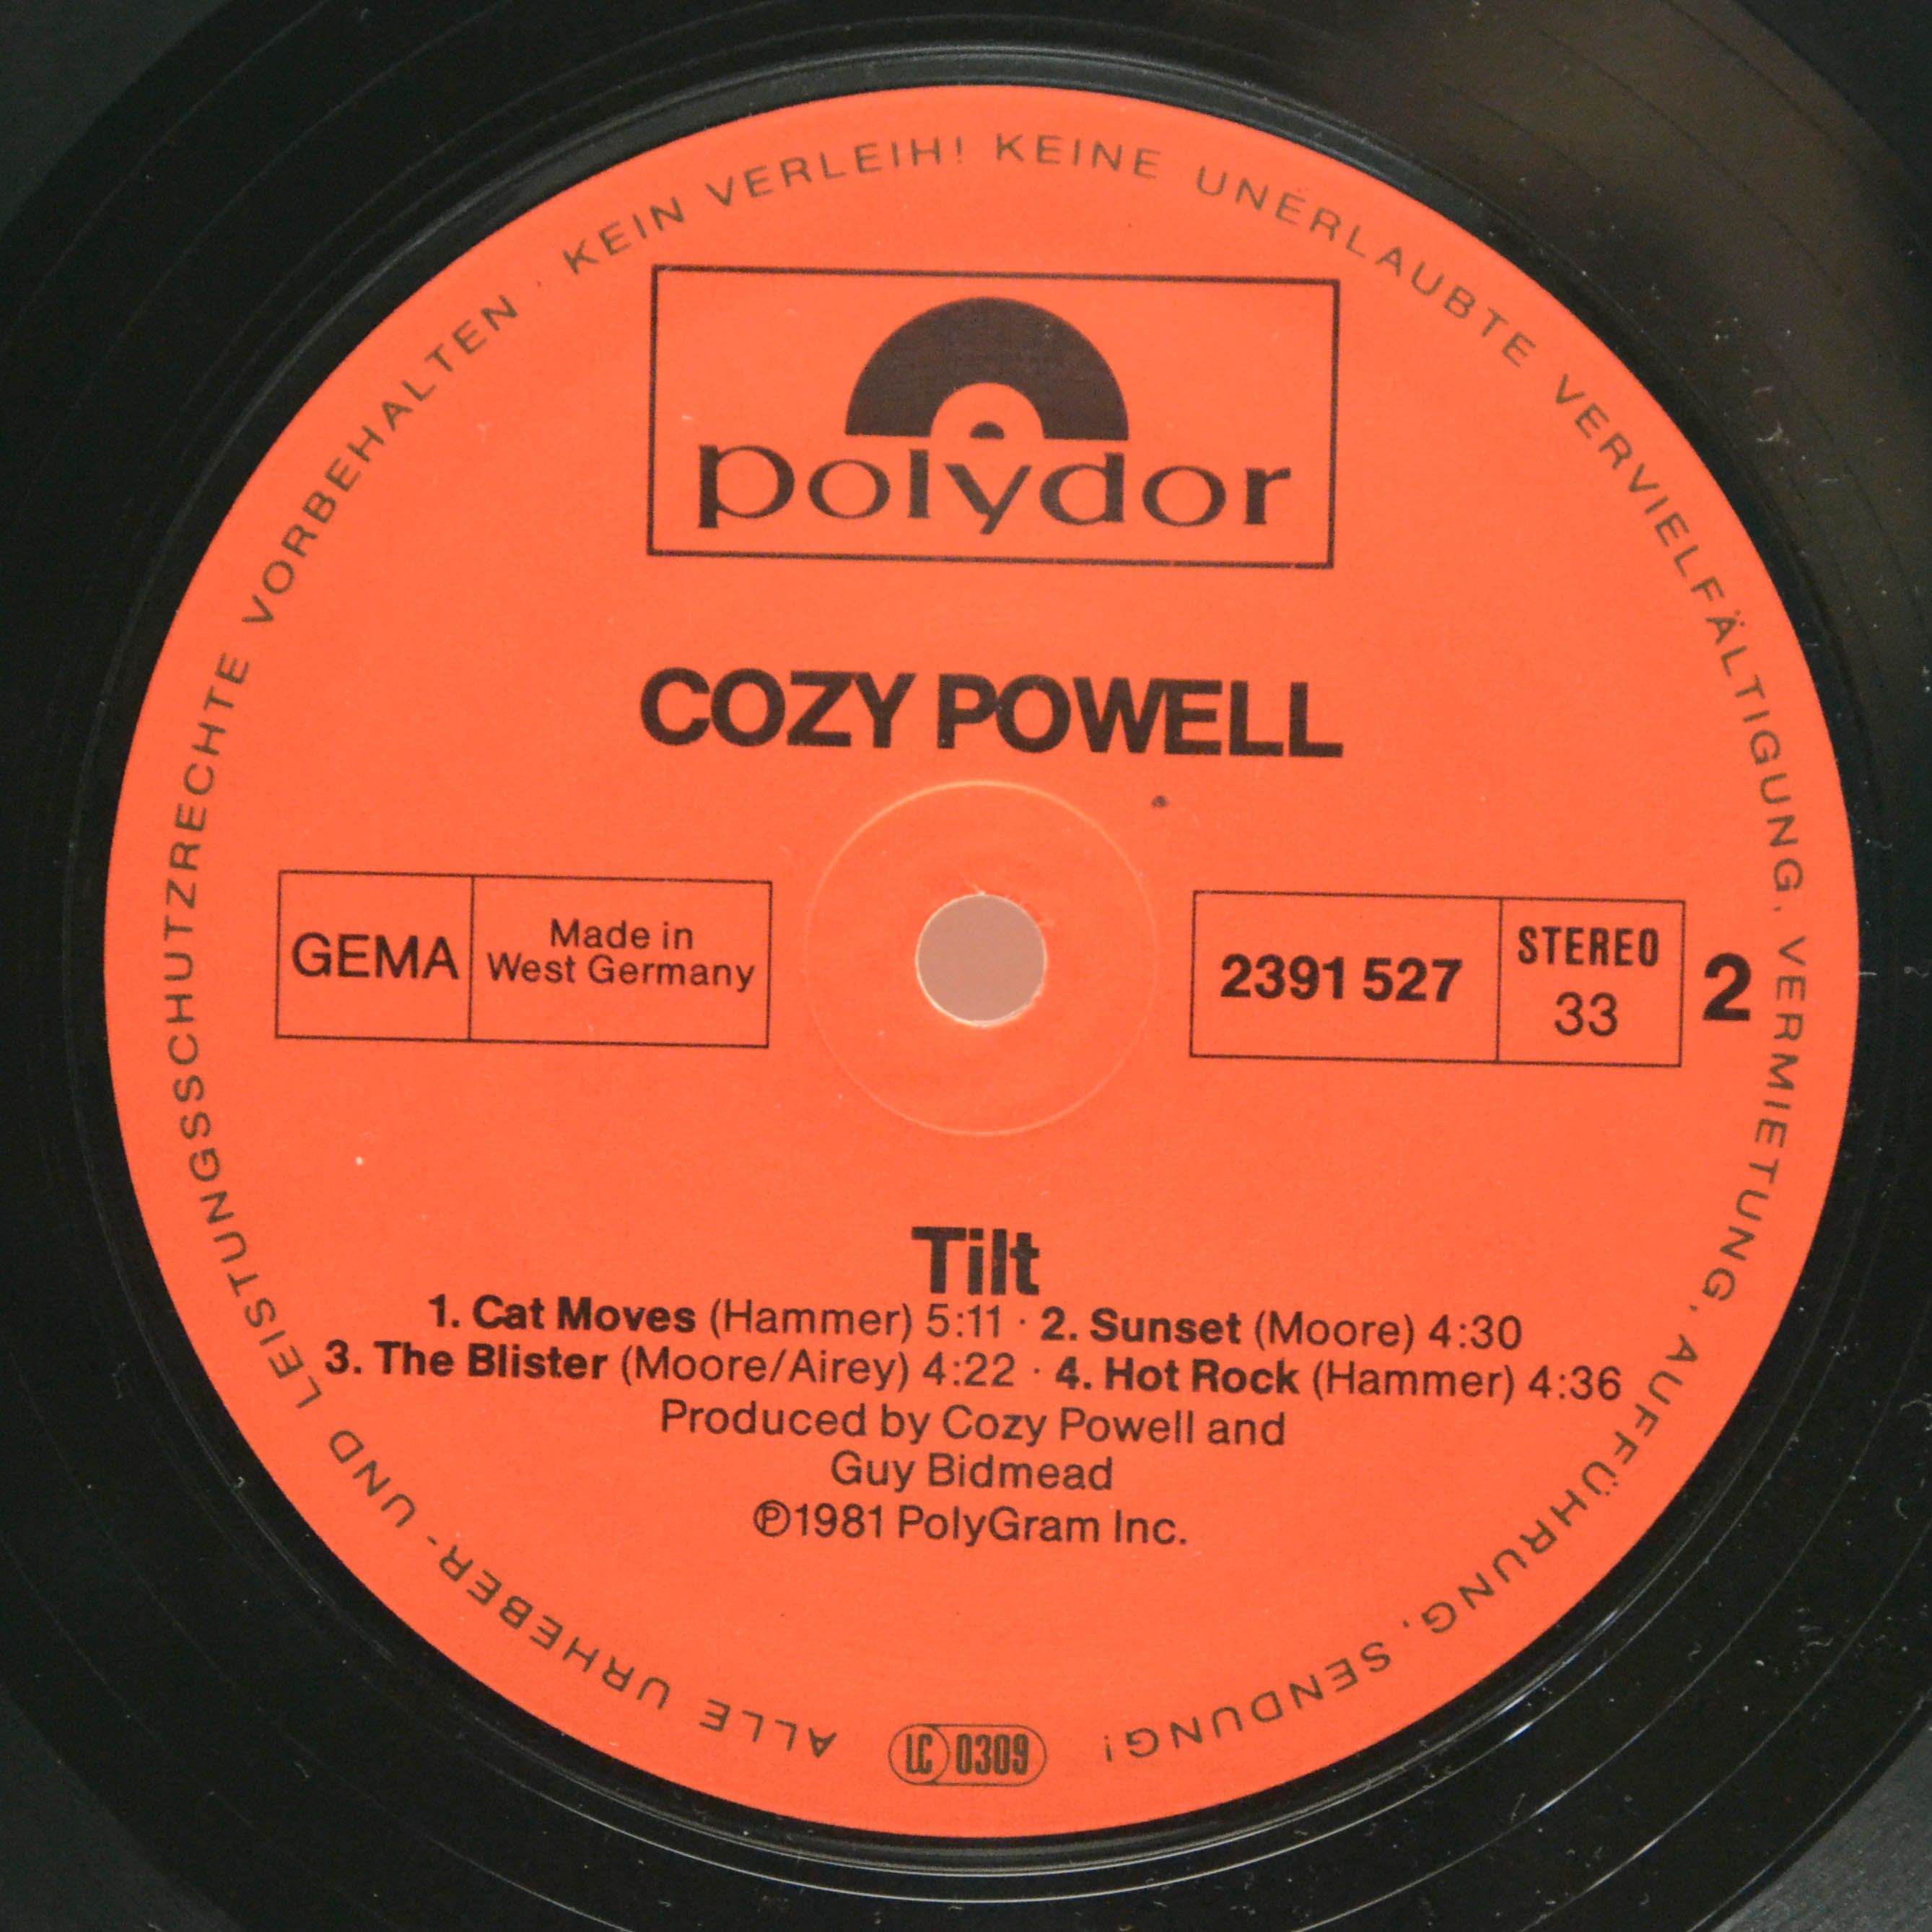 ALLE URHEBER- UND LEISTUNGSSCHUTZRECHTE VORBEHALTEN · KEIN VERLEIH! KEINE UNERLAUBTE VERVIELFÄLTIGUNG, VERMIETUNG, AUFFÜHRUNG, SENDUNG!
polydor
COZY POWELL
GEMA
Made in
West Germany
2391 527
STEREO
33
2
Tilt
1. Cat Moves (Hammer) 5:11 · 2. Sunset (Moore) 4:30
3. The Blister (Moore/Airey) 4:22 · 4. Hot Rock (Hammer) 4:36
Produced by Cozy Powell and
Guy Bidmead
℗1981 PolyGram Inc.
LC 0309